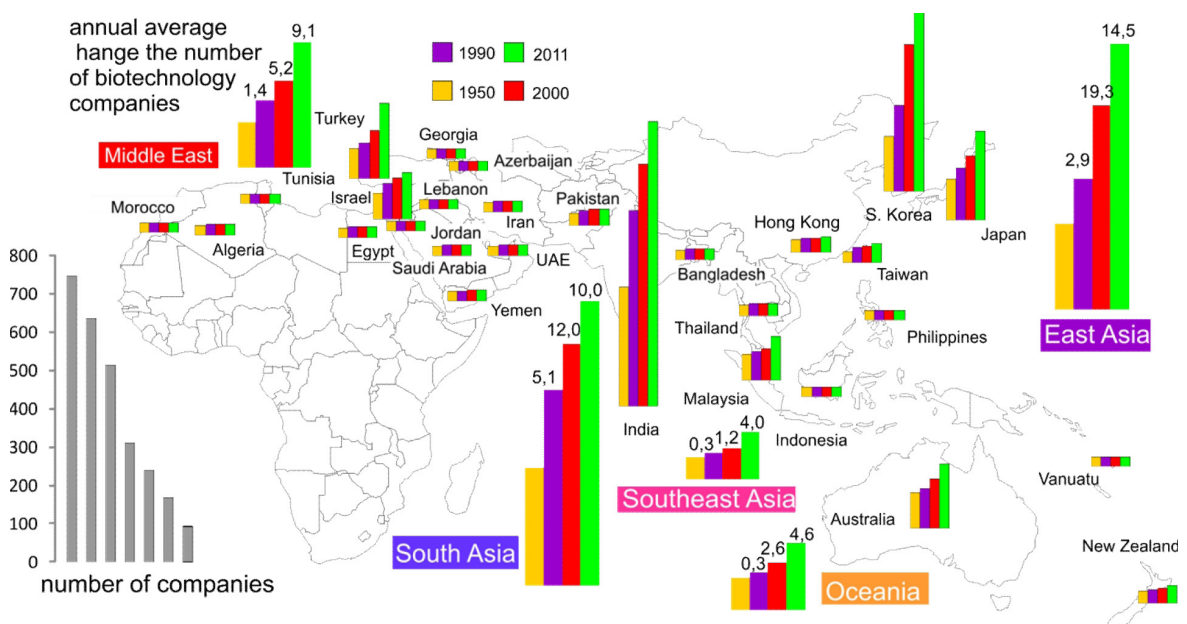 annual average
hange the number
of biotechnology
companies
9,1
5,2
1,4
Middle East
1990
2011
1950
2000
14,5
19,3
2,9
East Asia
Turkey
Georgia
Azerbaijan
Tunisia
Israel
Lebanon
Pakistan
Iran
Morocco
Algeria
Egypt
Jordan
Saudi Arabia
UAE
Yemen
Hong Kong
S. Korea
Japan
Taiwan
Bangladesh
Thailand
Philippines
Malaysia
Indonesia
India
Vanuatu
Australia
New Zealand
10,0
12,0
5,1
South Asia
4,0
1,2
0,3
Southeast Asia
4,6
2,6
0,3
Oceania
800
700
600
500
400
300
200
100
0
number of companies